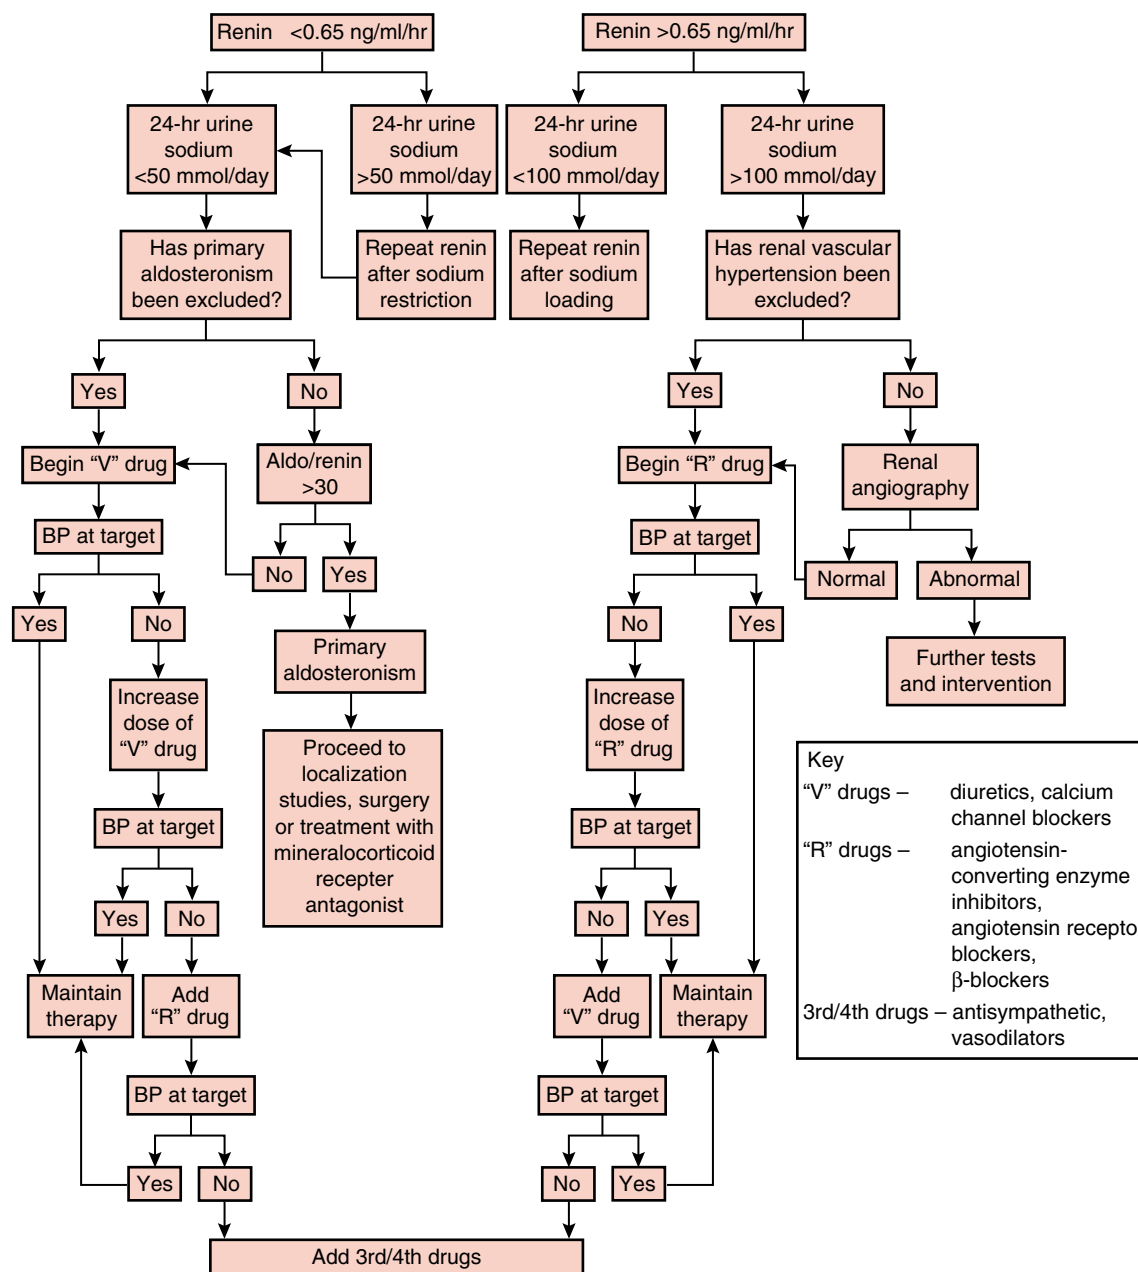 Renin <0.65 ng/ml/hr
Renin >0.65 ng/ml/hr
24-hr urine
sodium
<50 mmol/day
24-hr urine
sodium
>50 mmol/day
24-hr urine
sodium
<100 mmol/day
24-hr urine
sodium
>100 mmol/day
Has primary
aldosteronism
been excluded?
Repeat renin
after sodium
restriction
Repeat renin
after sodium
loading
Has renal vascular
hypertension been
excluded?
Yes
No
Yes
No
Begin “V” drug
Aldo/renin
>30
Begin “R” drug
Renal
angiography
BP at target
No
Yes
BP at target
Normal
Abnormal
Yes
No
Primary
aldosteronism
No
Yes
Further tests
and intervention
Increase
dose of
“V” drug
Proceed to
localization
studies, surgery
or treatment with
mineralocorticoid
recepter
antagonist
Increase
dose of
“R” drug
BP at target
BP at target
Yes
No
No
Yes
Maintain
therapy
Add
“R” drug
Add
“V” drug
Maintain
therapy
BP at target
BP at target
Yes
No
No
Yes
Add 3rd/4th drugs
Key
“V” drugs – diuretics, calcium
channel blockers
“R” drugs – angiotensin-
converting enzyme
inhibitors,
angiotensin recepto
blockers,
β-blockers
3rd/4th drugs – antisympathetic,
vasodilators